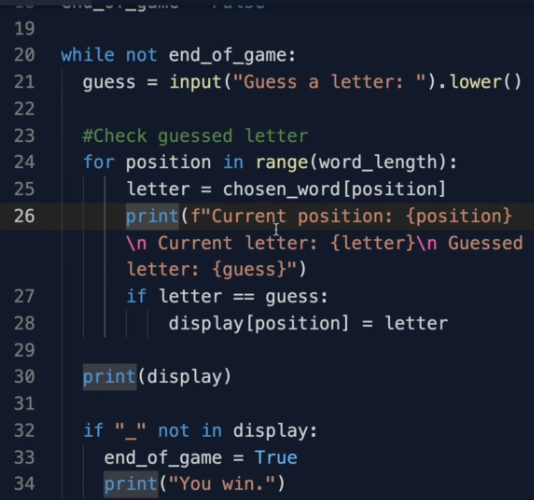 18 end_of_game = False
19
20 while not end_of_game:
21 guess = input("Guess a letter: ").lower()
22
23 #Check guessed letter
24 for position in range(word_length):
25 letter = chosen_word[position]
26 print(f"Current position: {position}
\n Current letter: {letter}\n Guessed
letter: {guess}")
27 if letter == guess:
28 display[position] = letter
29
30 print(display)
31
32 if "_" not in display:
33 end_of_game = True
34 print("You win.")